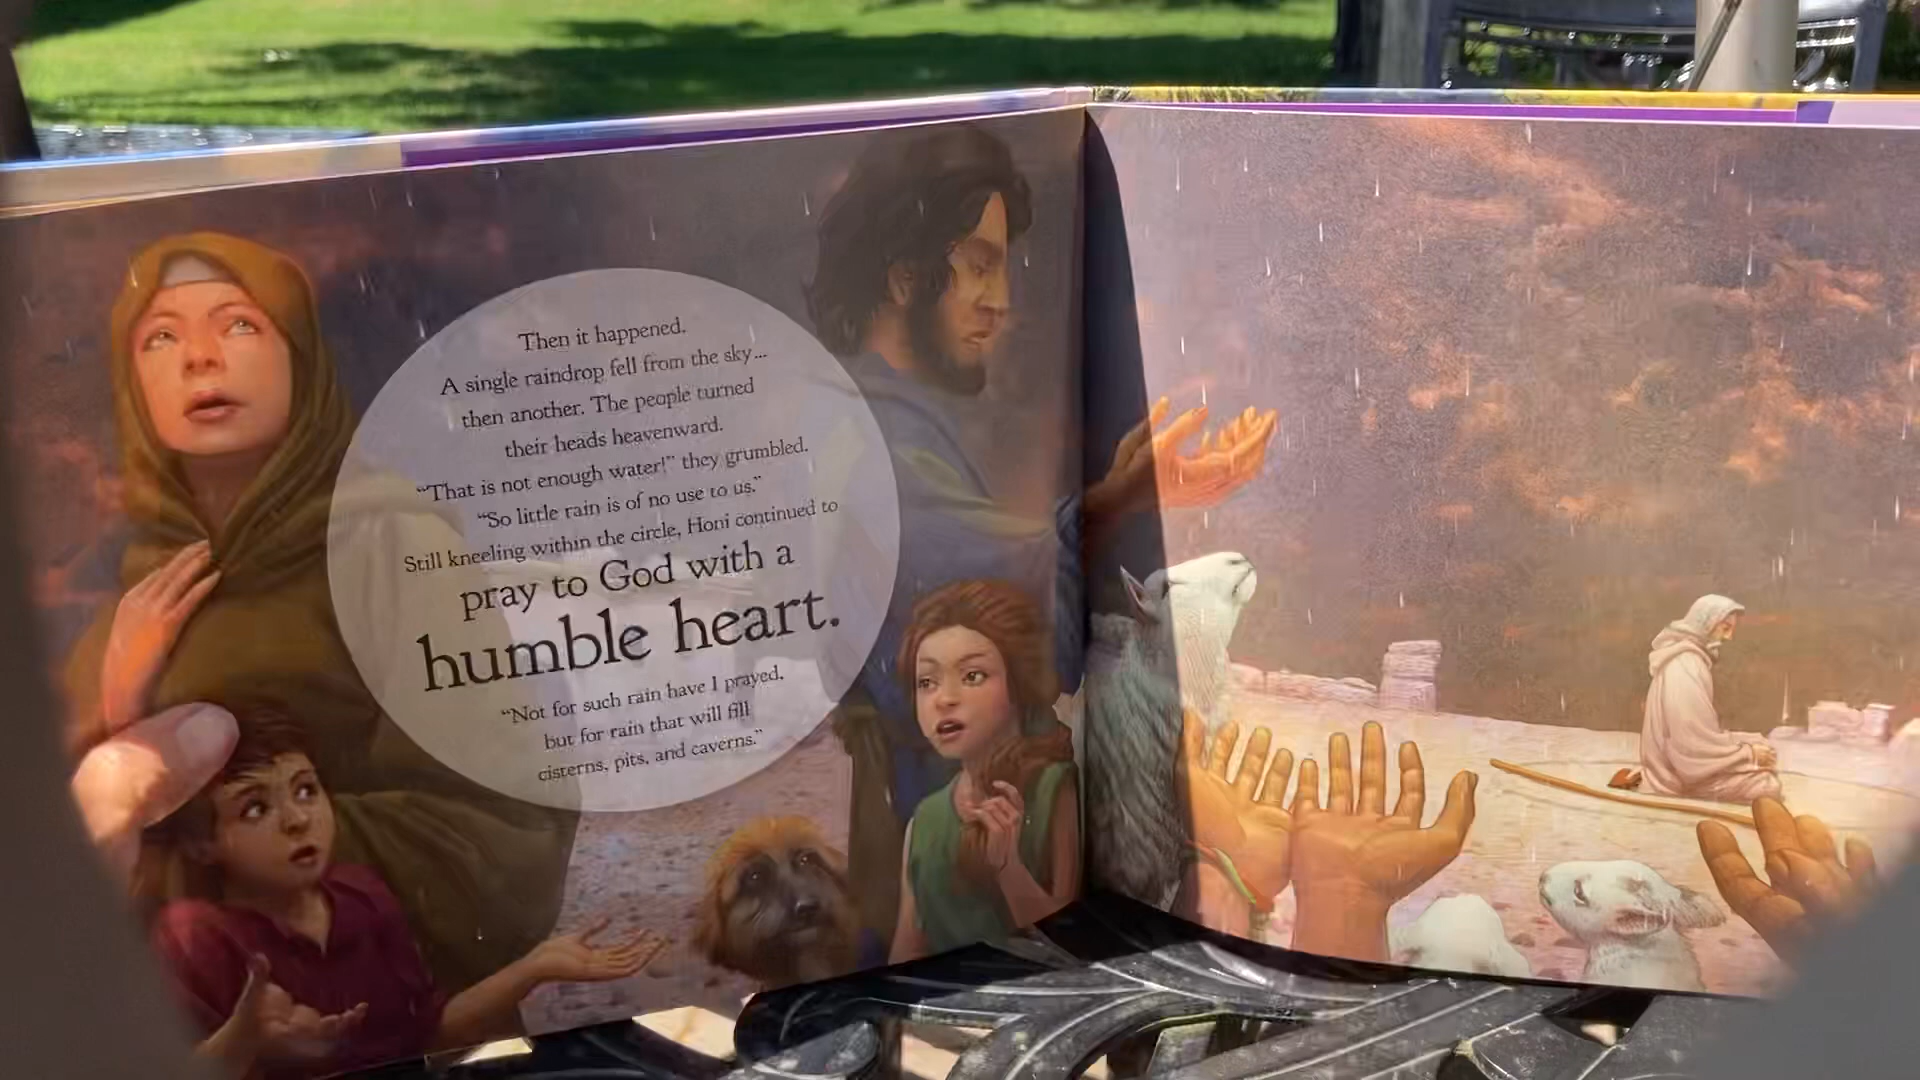 Then it happened.
A single raindrop fell from the sky...
then another. The people turned
their heads heavenward.
“That is not enough water!” they grumbled.
“So little rain is of no use to us.”
Still kneeling within the circle, Honi continued to
pray to God with a
humble heart.
“Not for such rain have I prayed,
but for rain that will fill
cisterns, pits, and caverns.”